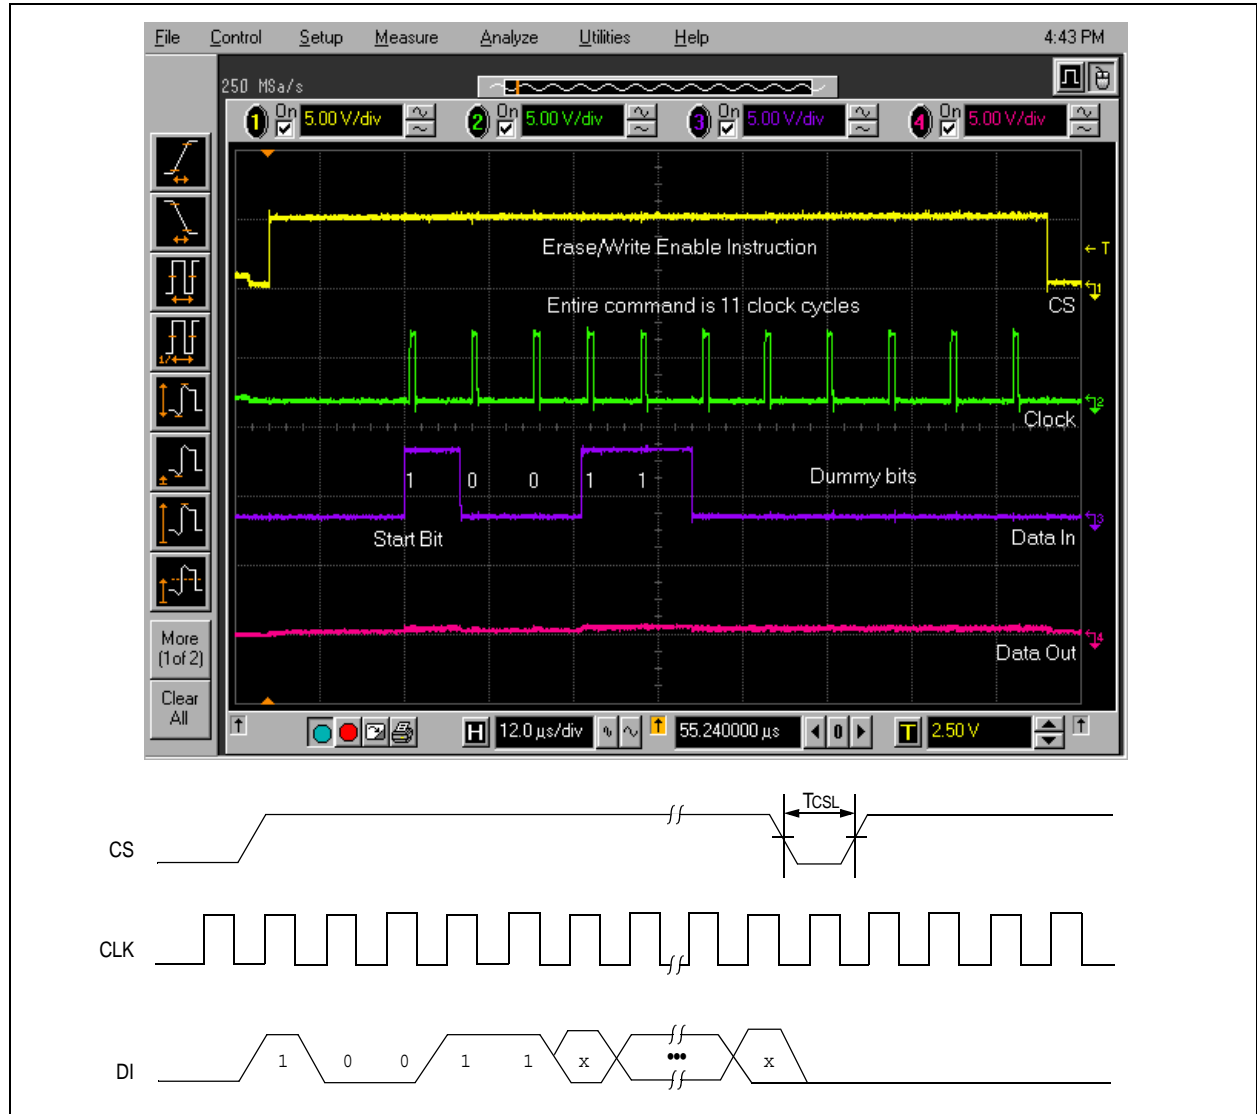 File Control Setup Measure Analyze Utilities Help 4:43 PM
250 MSa/s
1 On 5.00 V/div 2 On 5.00 V/div 3 On 5.00 V/div 4 On 5.00 V/div
T
Erase/Write Enable Instruction
1
Entire command is 11 clock cycles CS
1/
2
Clock
1 0 0 1 1 Dummy bits
3
Start Bit Data In
More
(1 of 2)
4
Data Out
Clear
All
H 12.0 µs/div 55.240000 µs 0 T 2.50 V
TCSL
CS
CLK
DI 1 0 0 1 1 x ••• x